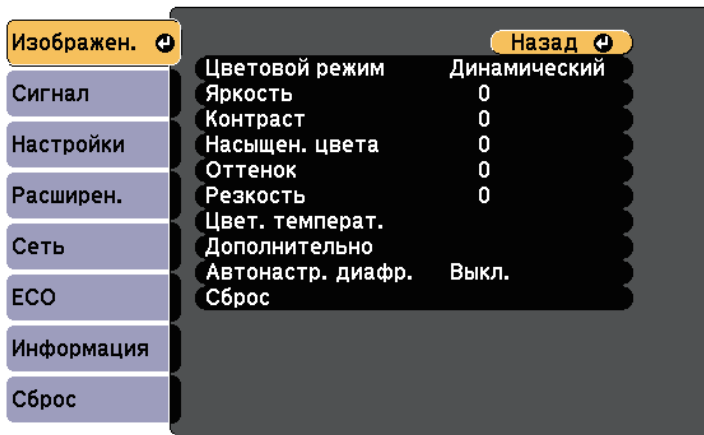 Изображен.
Сигнал
Настройки
Расширен.
Сеть
ECO
Информация
Сброс
Назад
Цветовой режим Динамический
Яркость 0
Контраст 0
Насыщен. цвета 0
Оттенок 0
Резкость 0
Цвет. температ.
Дополнительно
Автонастр. диафр. Выкл.
Сброс